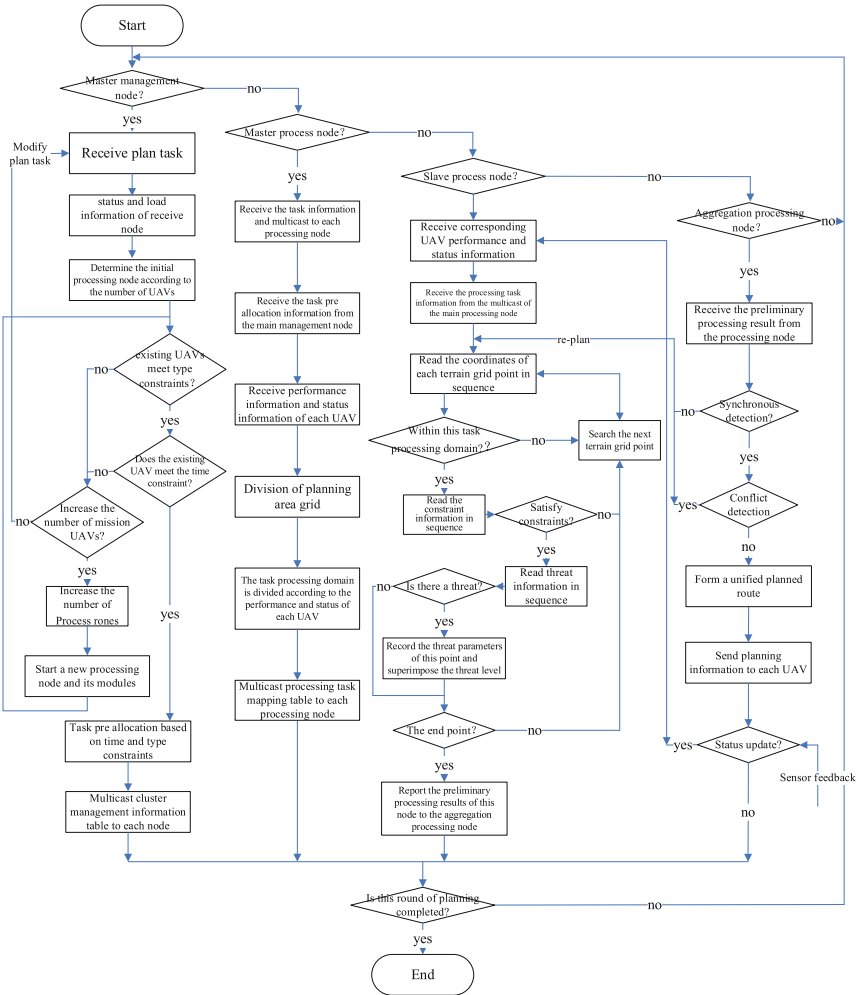 Start
Master management
node?
no
yes
Modify
plan task
Receive plan task
status and load
information of receive
node
Determine the initial
processing node according to
the number of UAVs
existing UAVs
meet type
constraints?
no
yes
Does the existing
UAV meet the time
constraint?
no
Increase the
number of mission
UAVs?
no
yes
Increase the
number of
Process rones
yes
Start a new processing
node and its modules
Task pre allocation based
on time and type
constraints
Multicast cluster
management information
table to each node
Master process node?
no
yes
Receive the task information
and multicast to each
processing node
Receive the task pre
allocation information from
the main management node
Receive performance
information and status
information of each UAV
Division of planning
area grid
The task processing domain
is divided according to the
performance and status of
each UAV
Multicast processing task
mapping table to each
processing node
Slave process node?
no
Receive corresponding
UAV performance and
status information
Receive the processing task
information from the multicast of
the main processing node
re-plan
Read the coordinates of
each terrain grid point in
sequence
Within this task
processing domain??
no
Search the next
terrain grid point
yes
Read the
constraint
information in
sequence
Satisfy
constraints?
no
yes
Read threat
information in
sequence
Is there a threat?
no
yes
Record the threat parameters
of this point and
superimpose the threat level
The end point?
no
yes
Report the preliminary
processing results of this
node to the aggregation
processing node
Aggregation processing
node?
no
yes
Receive the preliminary
processing result from
the processing node
Synchronous
detection?
no
yes
Conflict
detection
yes
no
Form a unified planned
route
Send planning
information to each UAV
Status update?
yes
Sensor feedback
no
Is this round of planning
completed?
no
yes
End